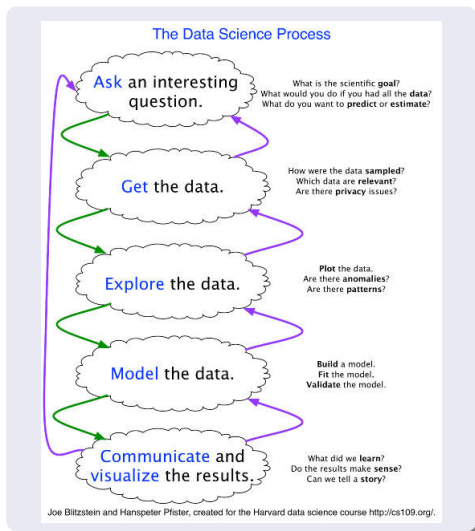 The Data Science Process
Ask an interesting
question.
What is the scientific goal?
What would you do if you had all the data?
What do you want to predict or estimate?
Get the data.
How were the data sampled?
Which data are relevant?
Are there privacy issues?
Explore the data.
Plot the data.
Are there anomalies?
Are there patterns?
Model the data.
Build a model.
Fit the model.
Validate the model.
Communicate and
visualize the results.
What did we learn?
Do the results make sense?
Can we tell a story?
Joe Blitzstein and Hanspeter Pfister, created for the Harvard data science course http://cs109.org/.